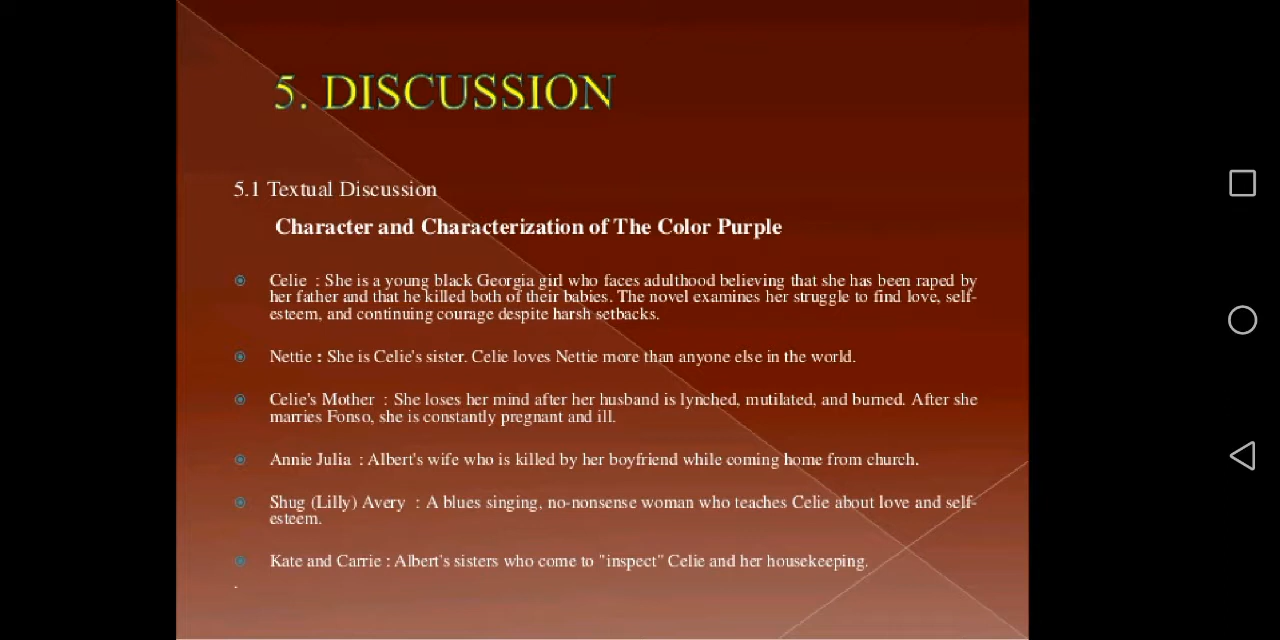 5. DISCUSSION
5.1 Textual Discussion
Character and Characterization of The Color Purple
Celie : She is a young black Georgia girl who faces adulthood believing that she has been raped by
her father and that he killed both of their babies. The novel examines her struggle to find love, self-
esteem, and continuing courage despite harsh setbacks.
Nettie : She is Celie's sister. Celie loves Nettie more than anyone else in the world.
Celie's Mother : She loses her mind after her husband is lynched, mutilated, and burned. After she
marries Fonso, she is constantly pregnant and ill.
Annie Julia : Albert's wife who is killed by her boyfriend while coming home from church.
Shug (Lilly) Avery : A blues singing, no-nonsense woman who teaches Celie about love and self-
esteem.
Kate and Carrie : Albert's sisters who come to "inspect" Celie and her housekeeping.
.